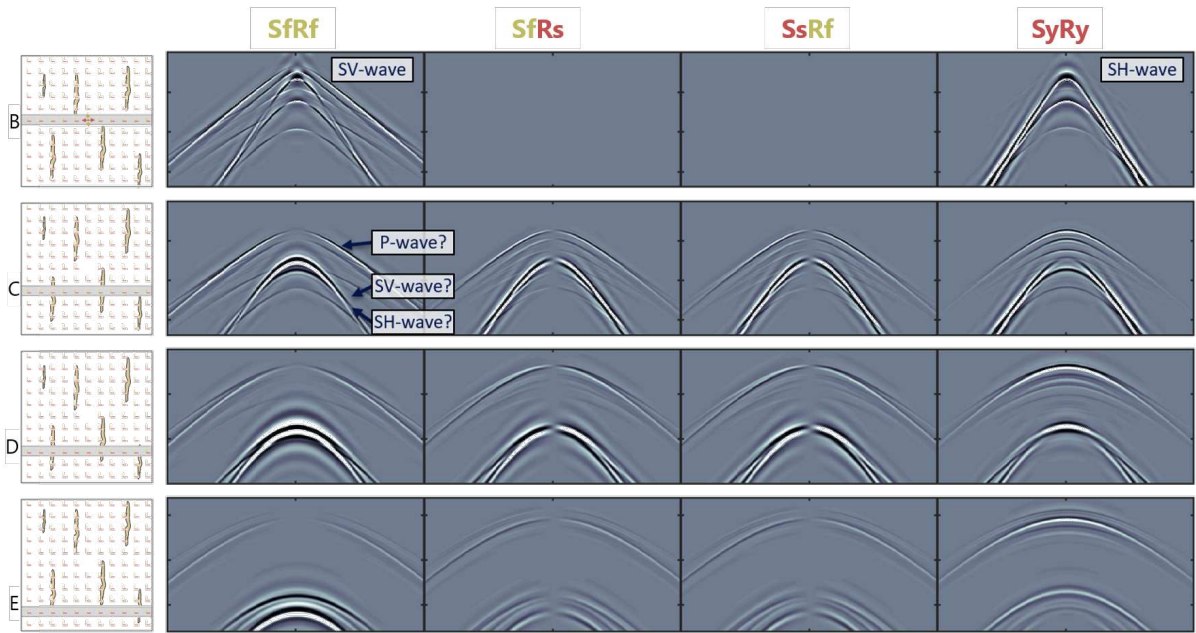 SfRf SfRs SsRf SyRy
B SV-wave SH-wave
C P-wave?
SV-wave?
SH-wave?
D
E